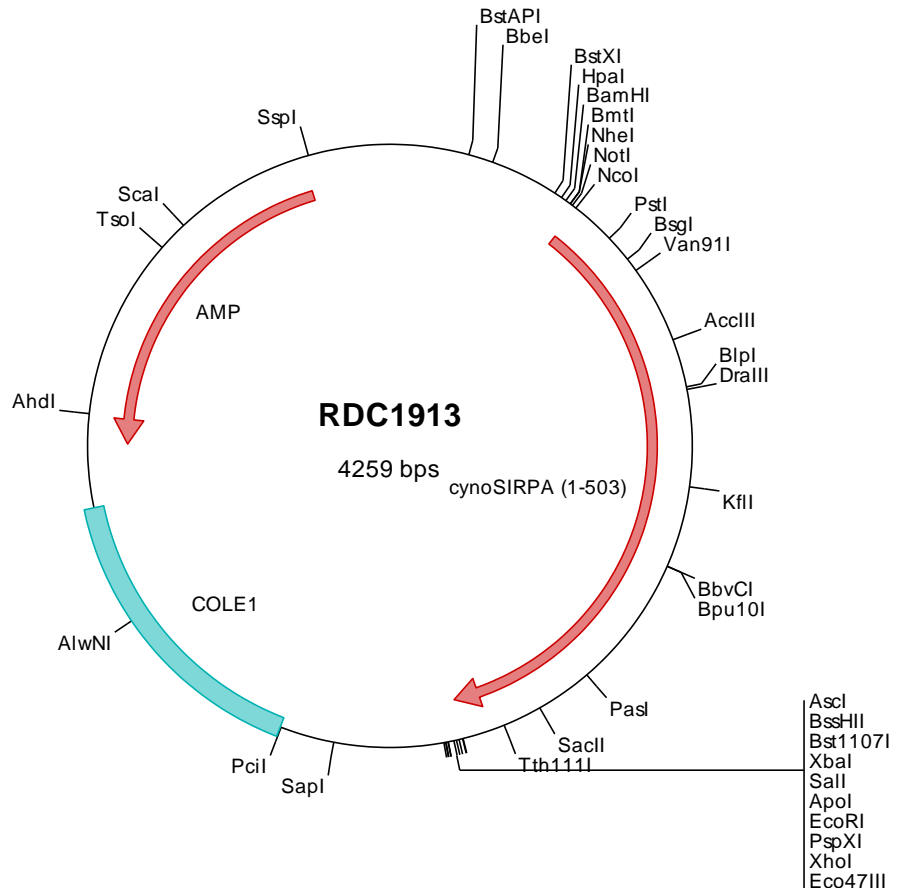 BstAPI
BbeI
BstXI
HpaI
BamHI
BmtI
NheI
NotI
NcoI
PstI
BsgI
Van91I
AccIII
BlpI
DraIII
KflI
BbvCI
Bpu10I
PasI
SacII
Tth111I
AscI
BssHII
Bst1107I
XbaI
SalI
ApoI
EcoRI
PspXI
XhoI
Eco47III
SapI
PciI
AlwNI
AhdI
TsoI
ScaI
SspI
AMP
COLE1
RDC1913
4259 bps
cynoSIRPA (1-503)